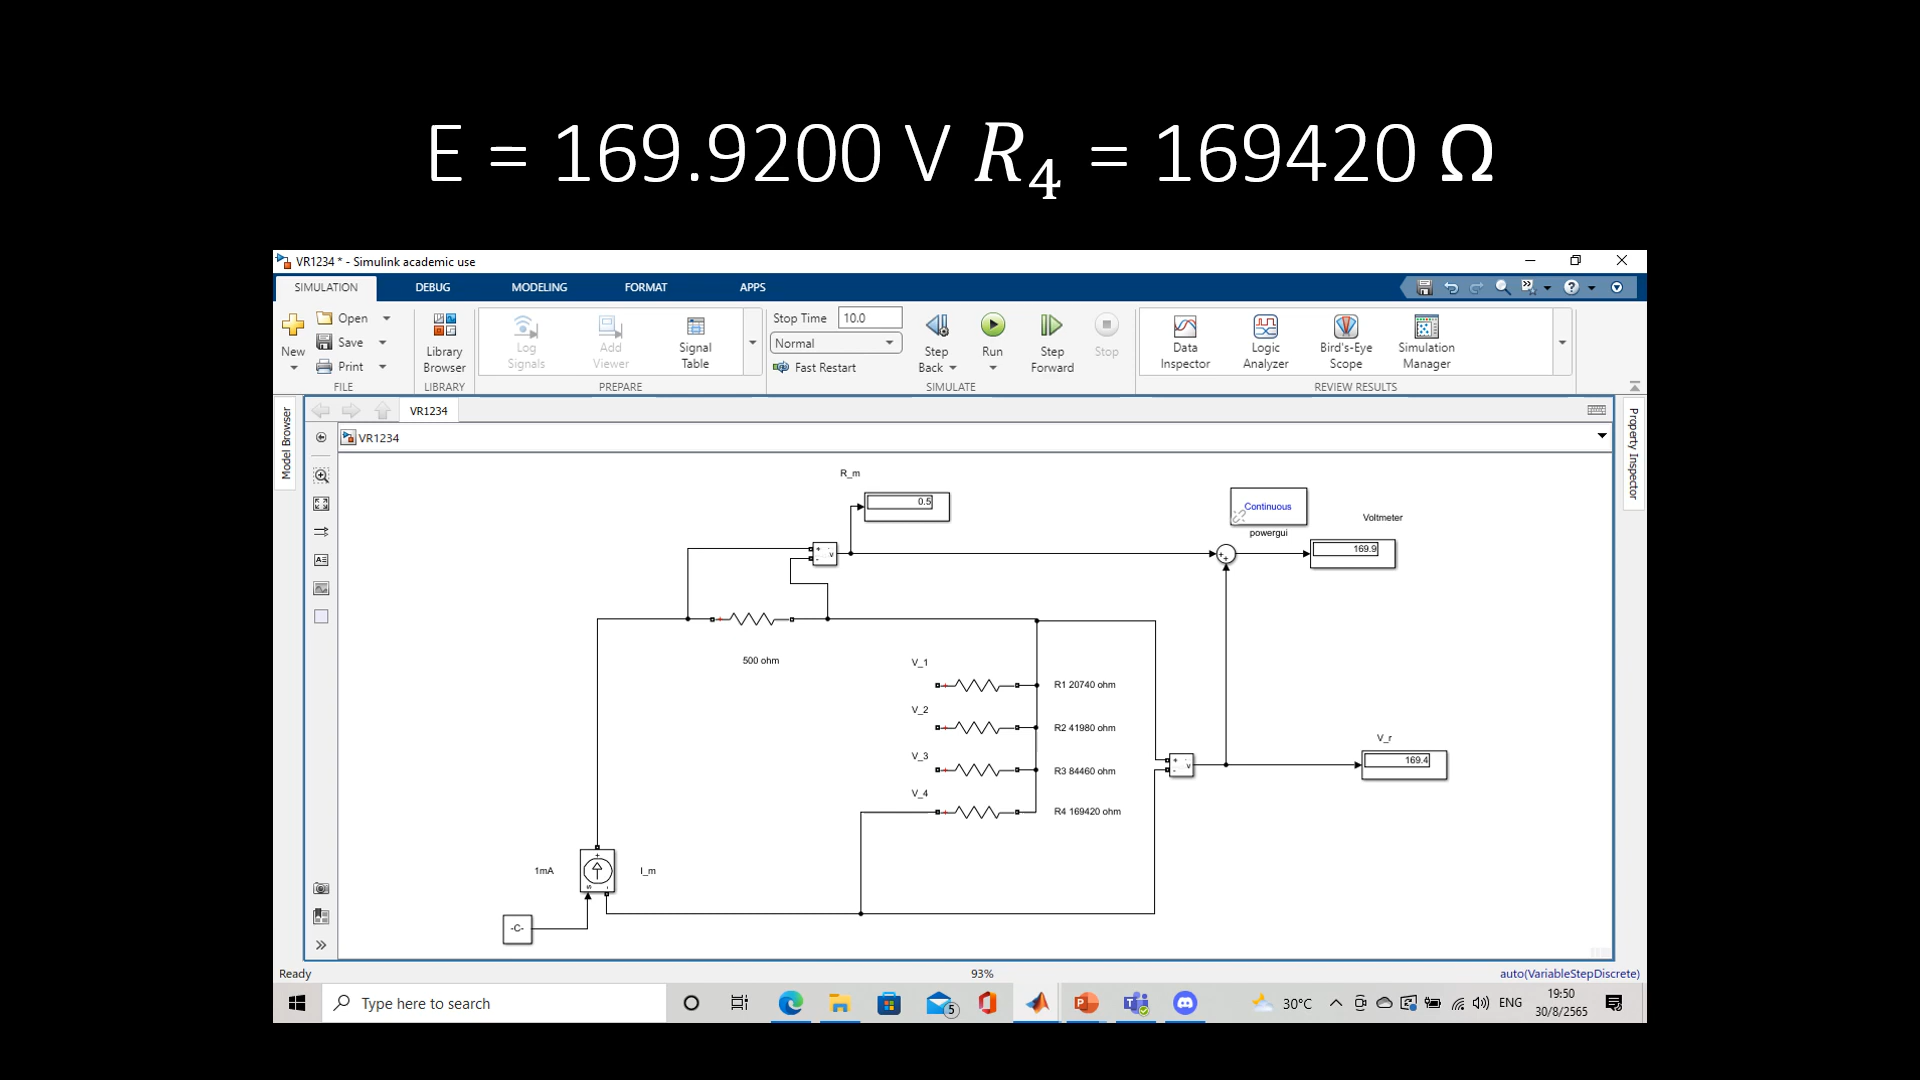 E = 169.9200 V R₄ = 169420 Ω
VR1234 * - Simulink academic use
SIMULATION DEBUG MODELING FORMAT APPS
New
Open
Save
Print
FILE
Library Browser
LIBRARY
Log Signals
Add Viewer
Signal Table
PREPARE
Stop Time 10.0
Normal
Fast Restart
Step Back
Run
Step Forward
Stop
SIMULATE
Data Inspector
Logic Analyzer
Bird's-Eye Scope
Simulation Manager
REVIEW RESULTS
Model Browser
VR1234
VR1234
Property Inspector
R_m
0.5
Continuous
powergui
Voltmeter
169.9
+ - v
500 ohm
V_1
R1 20740 ohm
V_2
R2 41980 ohm
V_3
R3 84460 ohm
V_4
R4 169420 ohm
+ - v
V_r
169.4
1mA
I_m
-C-
Ready 93% auto(VariableStepDiscrete)
Type here to search
5
30°C
ENG
19:50
30/8/2565